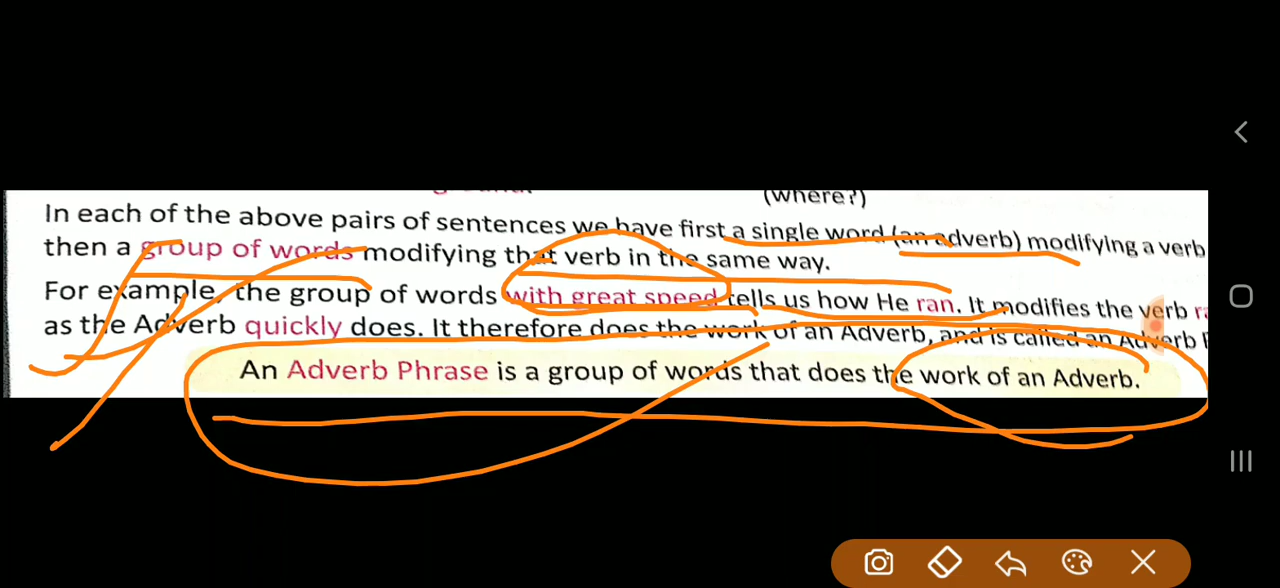 (where?)
In each of the above pairs of sentences we have first a single word (an adverb) modifying a verb
then a group of words modifying that verb in the same way.
For example, the group of words with great speed tells us how He ran. It modifies the verb
as the Adverb quickly does. It therefore does the work of an Adverb, and is called an Adverb
An Adverb Phrase is a group of words that does the work of an Adverb.